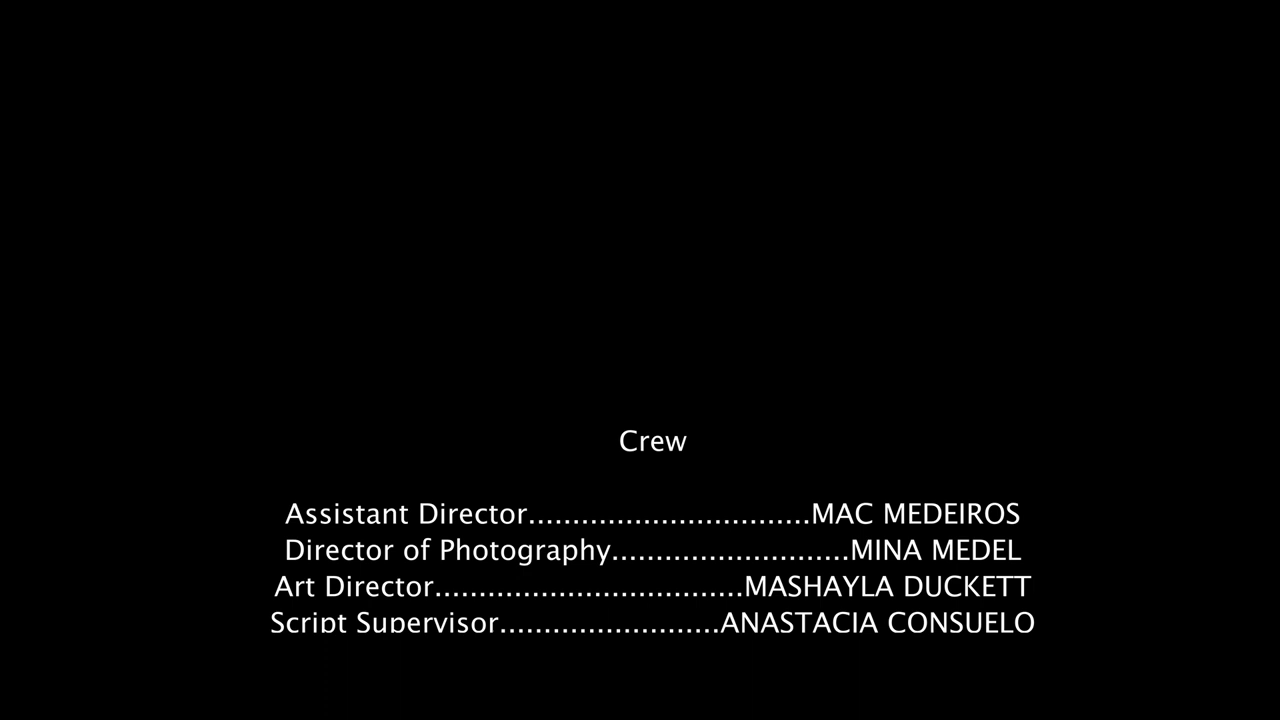 Crew
Assistant Director................................MAC MEDEIROS
Director of Photography...........................MINA MEDEL
Art Director...................................MASHAYLA DUCKETT
Script Supervisor.........................ANASTACIA CONSUELO